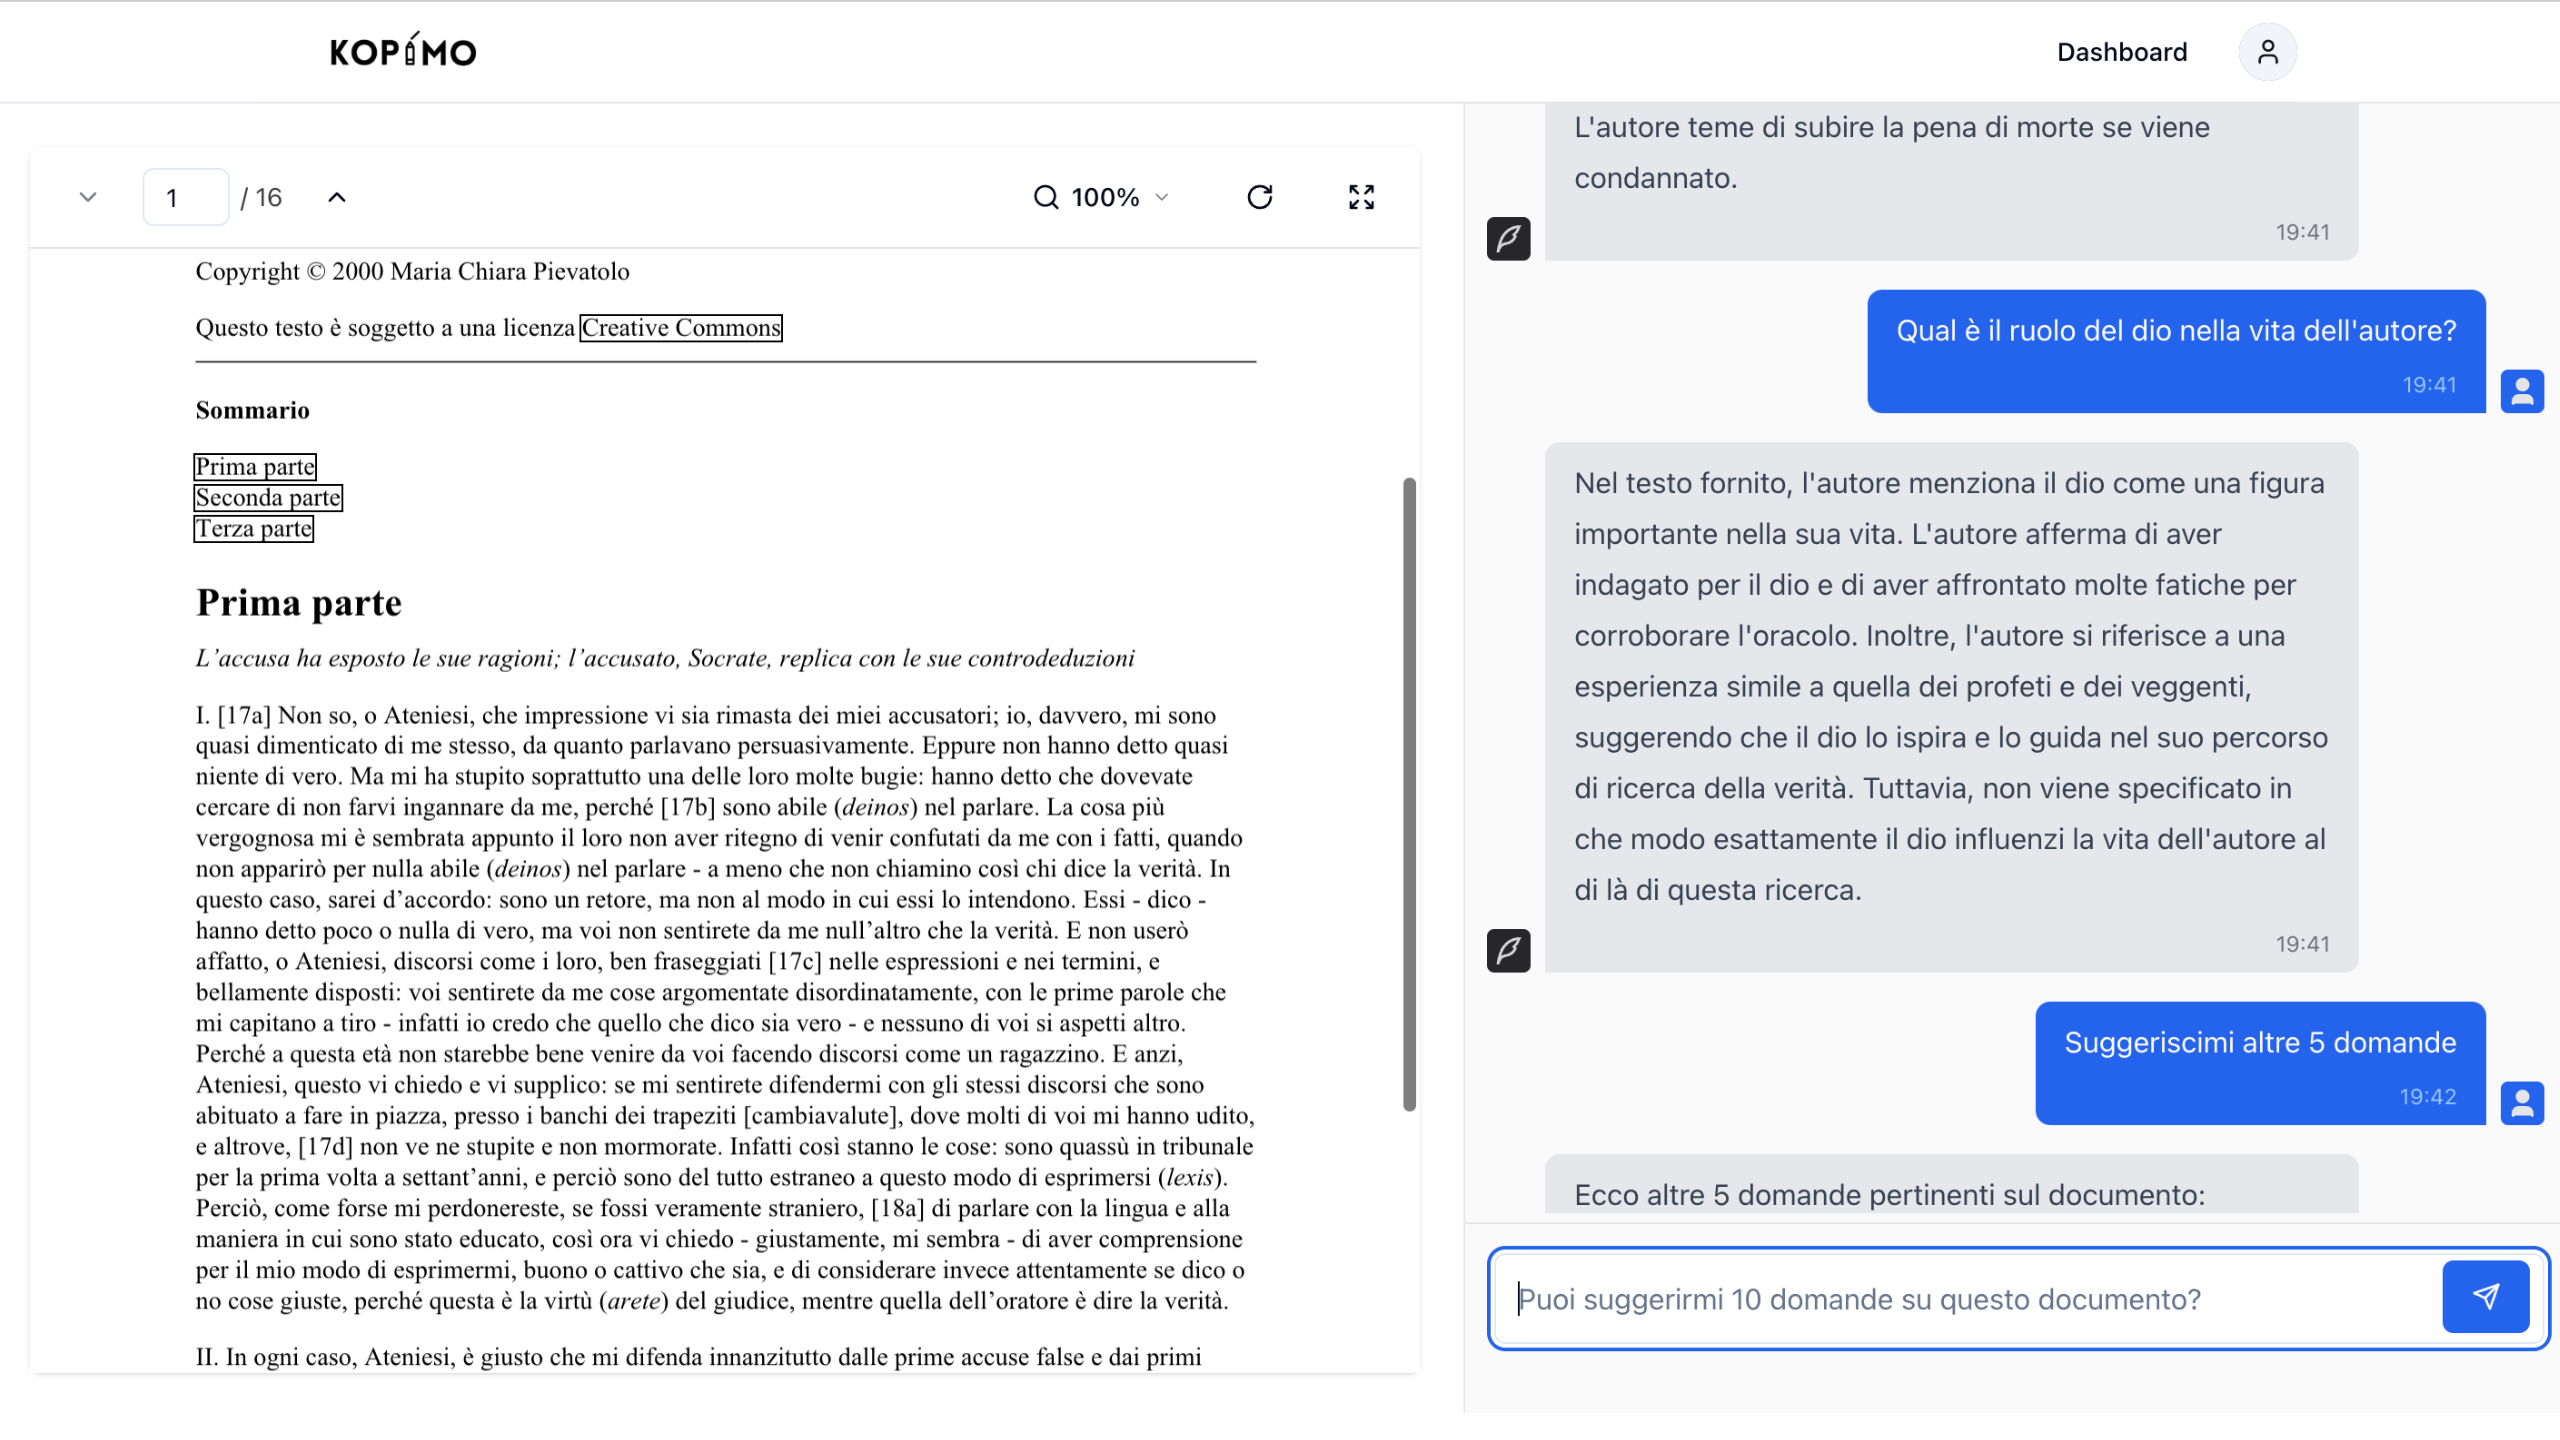 KOPIMO
Dashboard
1 / 16
100%
Copyright © 2000 Maria Chiara Pievatolo
Questo testo è soggetto a una licenza Creative Commons
Sommario
Prima parte
Seconda parte
Terza parte
Prima parte
L’accusa ha esposto le sue ragioni; l’accusato, Socrate, replica con le sue controdeduzioni
I. [17a] Non so, o Ateniesi, che impressione vi sia rimasta dei miei accusatori; io, davvero, mi sono
quasi dimenticato di me stesso, da quanto parlavano persuasivamente. Eppure non hanno detto quasi
niente di vero. Ma mi ha stupito soprattutto una delle loro molte bugie: hanno detto che dovevate
cercare di non farvi ingannare da me, perché [17b] sono abile (deinos) nel parlare. La cosa più
vergognosa mi è sembrata appunto il loro non aver ritegno di venir confutati da me con i fatti, quando
non apparirò per nulla abile (deinos) nel parlare - a meno che non chiamino così chi dice la verità. In
questo caso, sarei d’accordo: sono un retore, ma non al modo in cui essi lo intendono. Essi - dico -
hanno detto poco o nulla di vero, ma voi non sentirete da me null’altro che la verità. E non userò
affatto, o Ateniesi, discorsi come i loro, ben fraseggiati [17c] nelle espressioni e nei termini, e
bellamente disposti: voi sentirete da me cose argomentate disordinatamente, con le prime parole che
mi capitano a tiro - infatti io credo che quello che dico sia vero - e nessuno di voi si aspetti altro.
Perché a questa età non starebbe bene venire da voi facendo discorsi come un ragazzino. E anzi,
Ateniesi, questo vi chiedo e vi supplico: se mi sentirete difendermi con gli stessi discorsi che sono
abituato a fare in piazza, presso i banchi dei trapeziti [cambiavalute], dove molti di voi mi hanno udito,
e altrove, [17d] non ve ne stupite e non mormorate. Infatti così stanno le cose: sono quassù in tribunale
per la prima volta a settant’anni, e perciò sono del tutto estraneo a questo modo di esprimersi (lexis).
Perciò, come forse mi perdonereste, se fossi veramente straniero, [18a] di parlare con la lingua e alla
maniera in cui sono stato educato, così ora vi chiedo - giustamente, mi sembra - di aver comprensione
per il mio modo di esprimermi, buono o cattivo che sia, e di considerare invece attentamente se dico o
no cose giuste, perché questa è la virtù (arete) del giudice, mentre quella dell’oratore è dire la verità.
II. In ogni caso, Ateniesi, è giusto che mi difenda innanzitutto dalle prime accuse false e dai primi
L'autore teme di subire la pena di morte se viene
condannato.
19:41
Qual è il ruolo del dio nella vita dell'autore?
19:41
Nel testo fornito, l'autore menziona il dio come una figura
importante nella sua vita. L'autore afferma di aver
indagato per il dio e di aver affrontato molte fatiche per
corroborare l'oracolo. Inoltre, l'autore si riferisce a una
esperienza simile a quella dei profeti e dei veggenti,
suggerendo che il dio lo ispira e lo guida nel suo percorso
di ricerca della verità. Tuttavia, non viene specificato in
che modo esattamente il dio influenzi la vita dell'autore al
di là di questa ricerca.
19:41
Suggeriscimi altre 5 domande
19:42
Ecco altre 5 domande pertinenti sul documento:
Puoi suggerirmi 10 domande su questo documento?